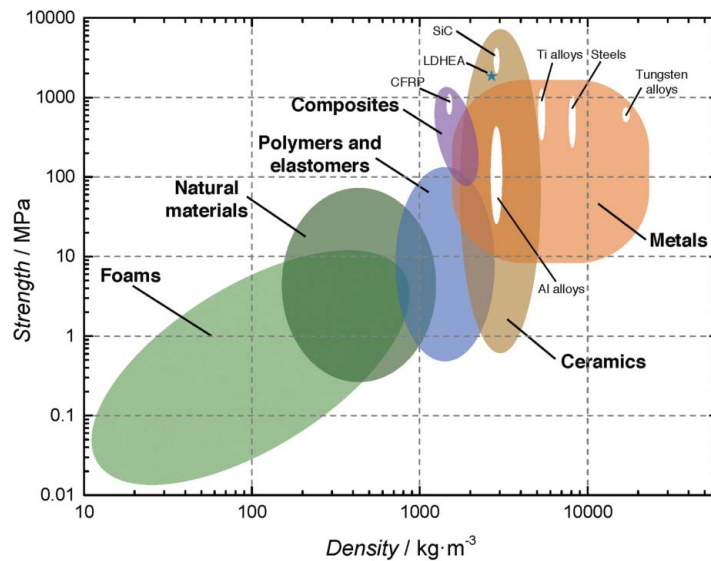 10000
1000
100
10
1
0.1
0.01
Strength / MPa
SiC
LDHEA
CFRP
Ti alloys
Steels
Tungsten
alloys
Composites
Polymers and
elastomers
Natural
materials
Foams
Metals
Al alloys
Ceramics
10
100
1000
10000
Density / kg·m⁻³